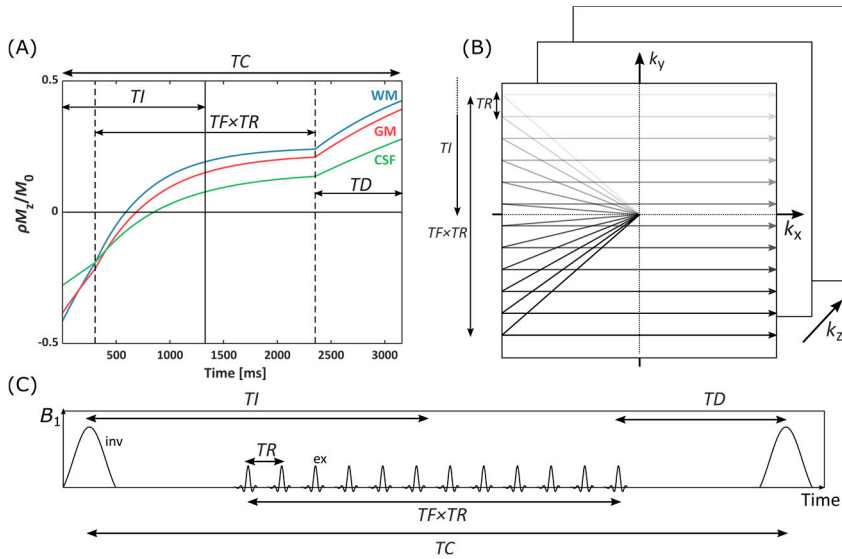 (A)
TC
0.5
TI
WM
TF×TR
GM
CSF
TD
0
ρM_z/M_0
-0.5
500
1000
1500
2000
2500
3000
Time [ms]
(B)
k_y
TR
TI
TF×TR
k_x
k_z
(C)
B_1
TI
TD
inv
TR
ex
Time
TF×TR
TC